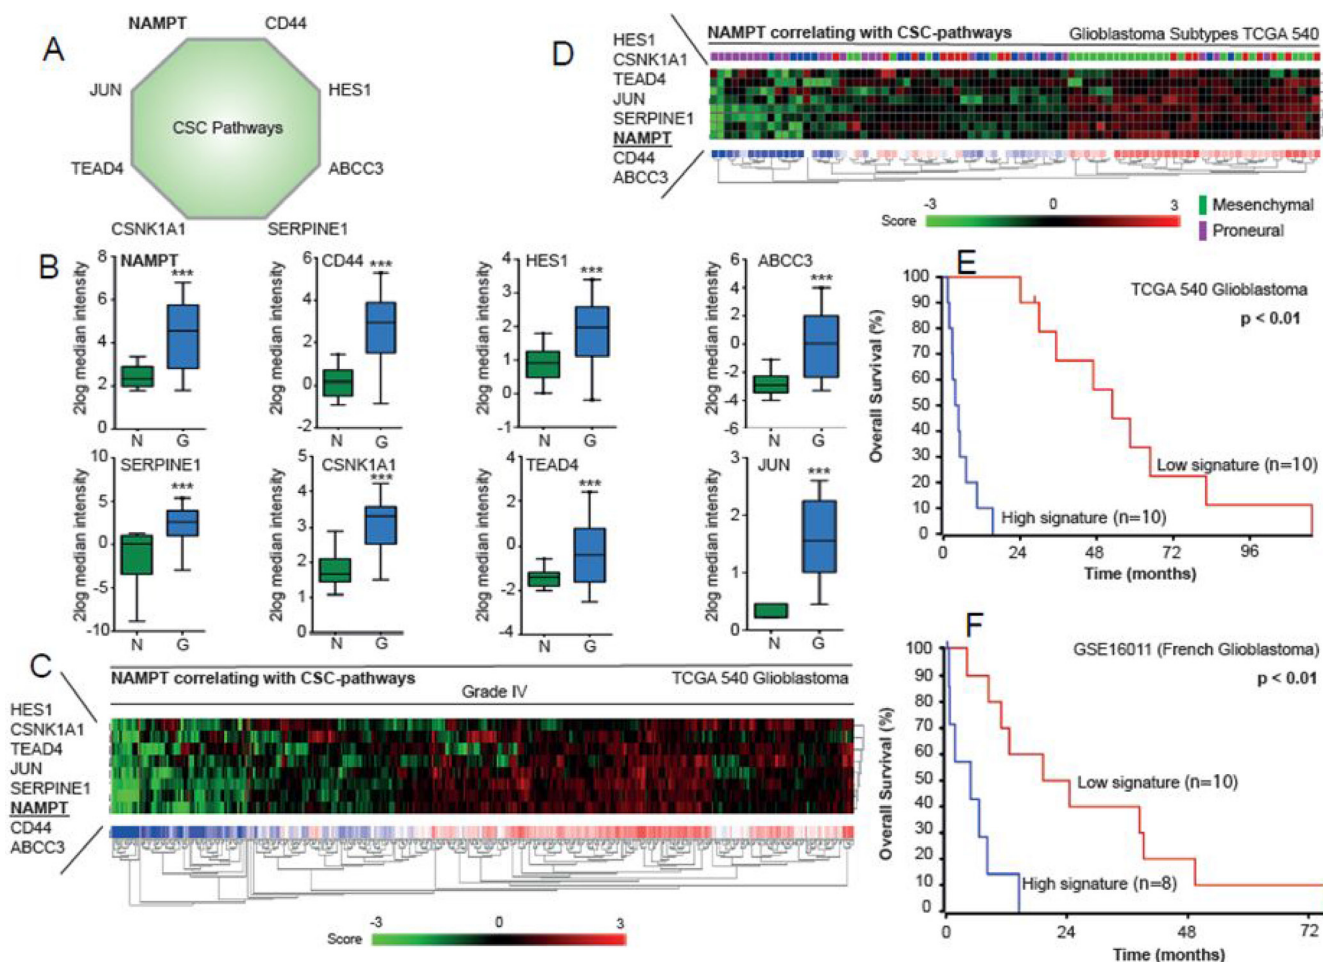 A
NAMPT
CD44
JUN
HES1
CSC Pathways
TEAD4
ABCC3
CSNK1A1
SERPINE1
B
NAMPT
***
2log median intensity
8
6
4
2
0
N
G
CD44
***
2log median intensity
6
4
2
0
-2
N
G
HES1
***
2log median intensity
4
3
2
1
0
-1
N
G
ABCC3
***
2log median intensity
6
4
2
0
-2
-4
-6
N
G
SERPINE1
***
2log median intensity
10
5
0
-5
-10
N
G
CSNK1A1
***
2log median intensity
5
4
3
2
1
0
N
G
TEAD4
***
2log median intensity
4
2
0
-2
-4
N
G
JUN
***
2log median intensity
3
2
1
0
N
G
C
NAMPT correlating with CSC-pathways
TCGA 540 Glioblastoma
Grade IV
HES1
CSNK1A1
TEAD4
JUN
SERPINE1
NAMPT
CD44
ABCC3
-3
0
3
Score
D
NAMPT correlating with CSC-pathways
Glioblastoma Subtypes TCGA 540
HES1
CSNK1A1
TEAD4
JUN
SERPINE1
NAMPT
CD44
ABCC3
-3
0
3
Score
Mesenchymal
Proneural
E
TCGA 540 Glioblastoma
p < 0.01
Overall Survival (%)
100
90
80
70
60
50
40
30
20
10
0
Low signature (n=10)
High signature (n=10)
0
24
48
72
96
Time (months)
F
GSE16011 (French Glioblastoma)
p < 0.01
Overall Survival (%)
100
90
80
70
60
50
40
30
20
10
0
Low signature (n=10)
High signature (n=8)
0
24
48
72
Time (months)